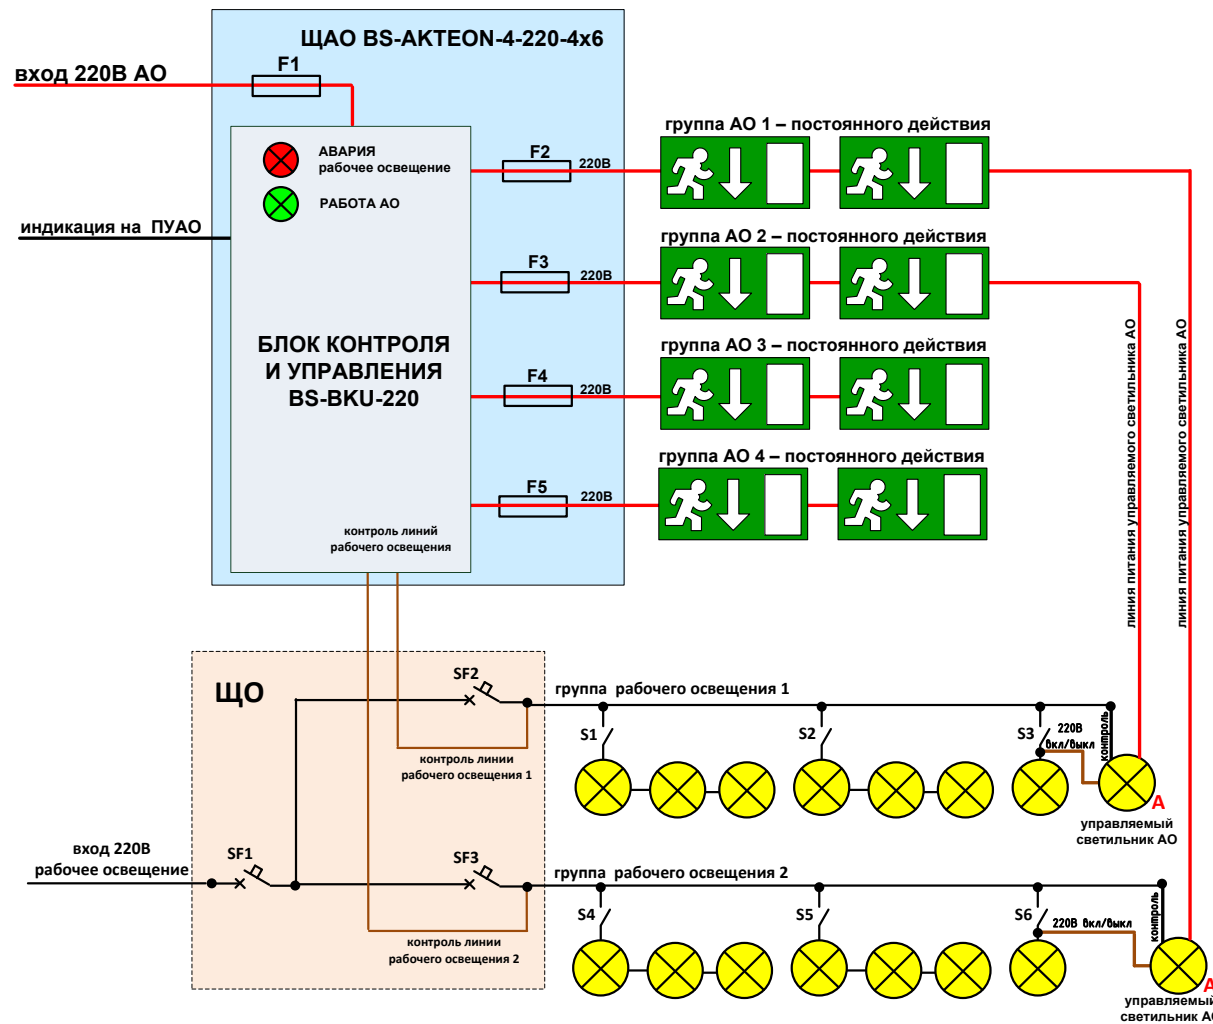 ЩАО BS-AKTEON-4-220-4x6
вход 220В АО
F1
АВАРИЯ
рабочее освещение
РАБОТА АО
индикация на ПУАО
БЛОК КОНТРОЛЯ
И УПРАВЛЕНИЯ
BS-BKU-220
контроль линий
рабочего освещения
F2
220В
F3
220В
F4
220В
F5
220В
группа АО 1 – постоянного действия
группа АО 2 – постоянного действия
группа АО 3 – постоянного действия
группа АО 4 – постоянного действия
линия питания управляемого светильника АО
линия питания управляемого светильника АО
ЩО
SF2
группа рабочего освещения 1
S1
S2
S3
220В
вкл/выкл
контроль
контроль линии
рабочего освещения 1
А
управляемый
светильник АО
вход 220В
рабочее освещение
SF1
SF3
группа рабочего освещения 2
S4
S5
S6
220В вкл/выкл
контроль
контроль линии
рабочего освещения 2
А
управляемый
светильник АО